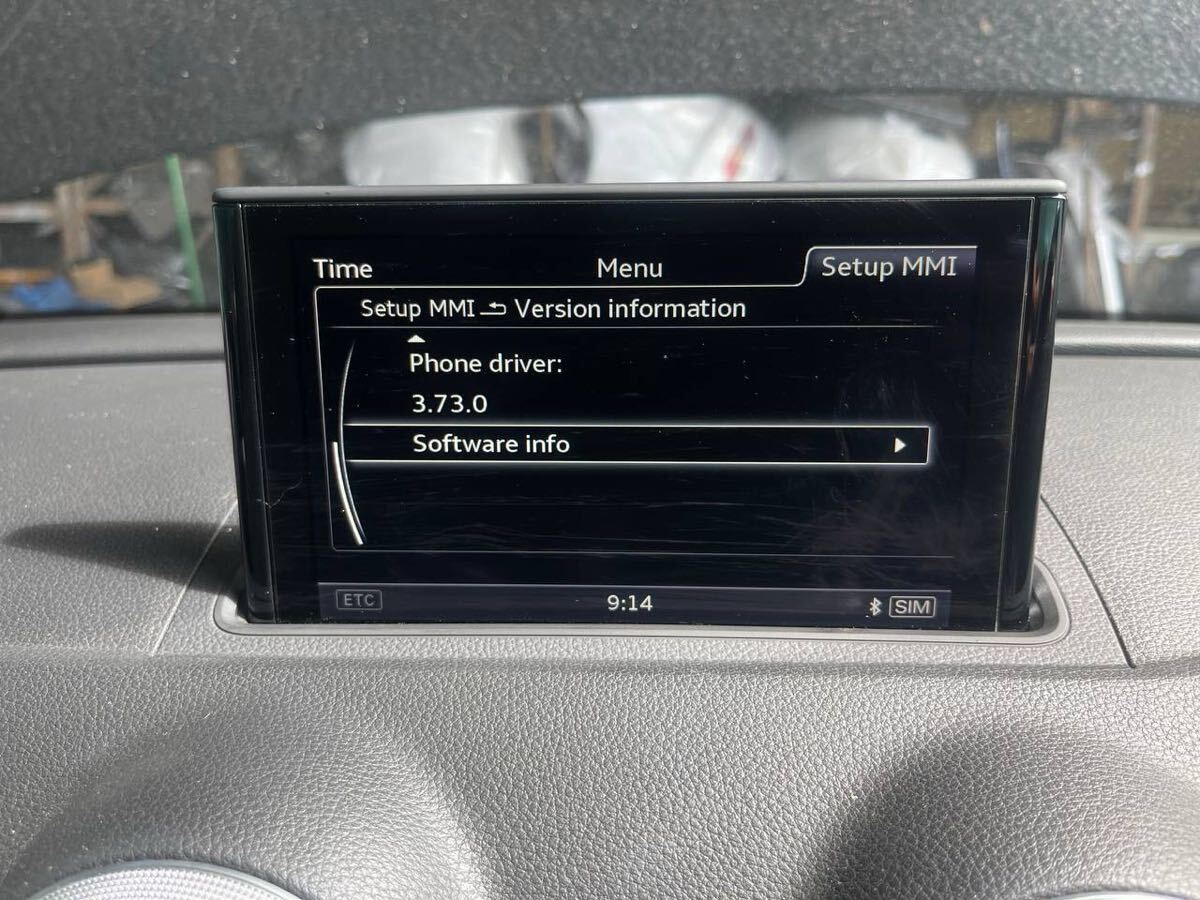 Time Menu Setup MMI
Setup MMI Version information
Phone driver:
3.73.0
Software info
ETC 9:14 SIM